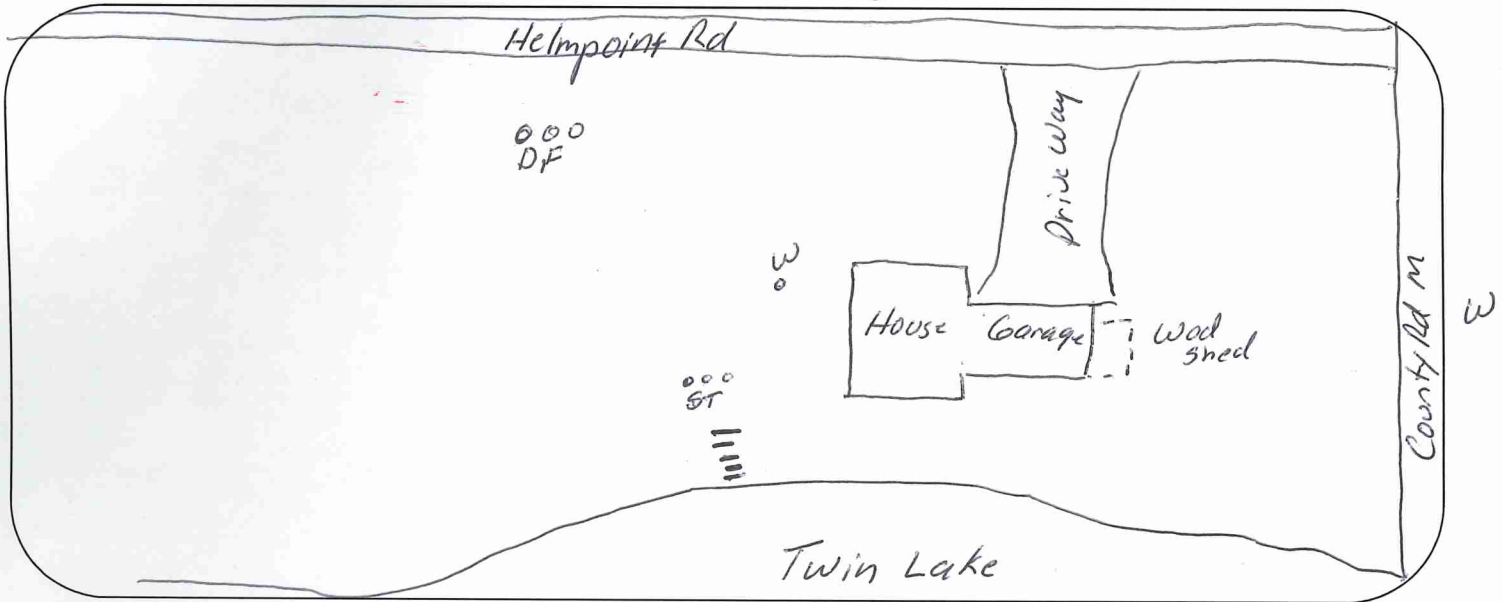 Helmpoint Rd
DF
Drive Way
W
House
Garage
Wod
Shed
County Rd M
W
ST
Twin Lake